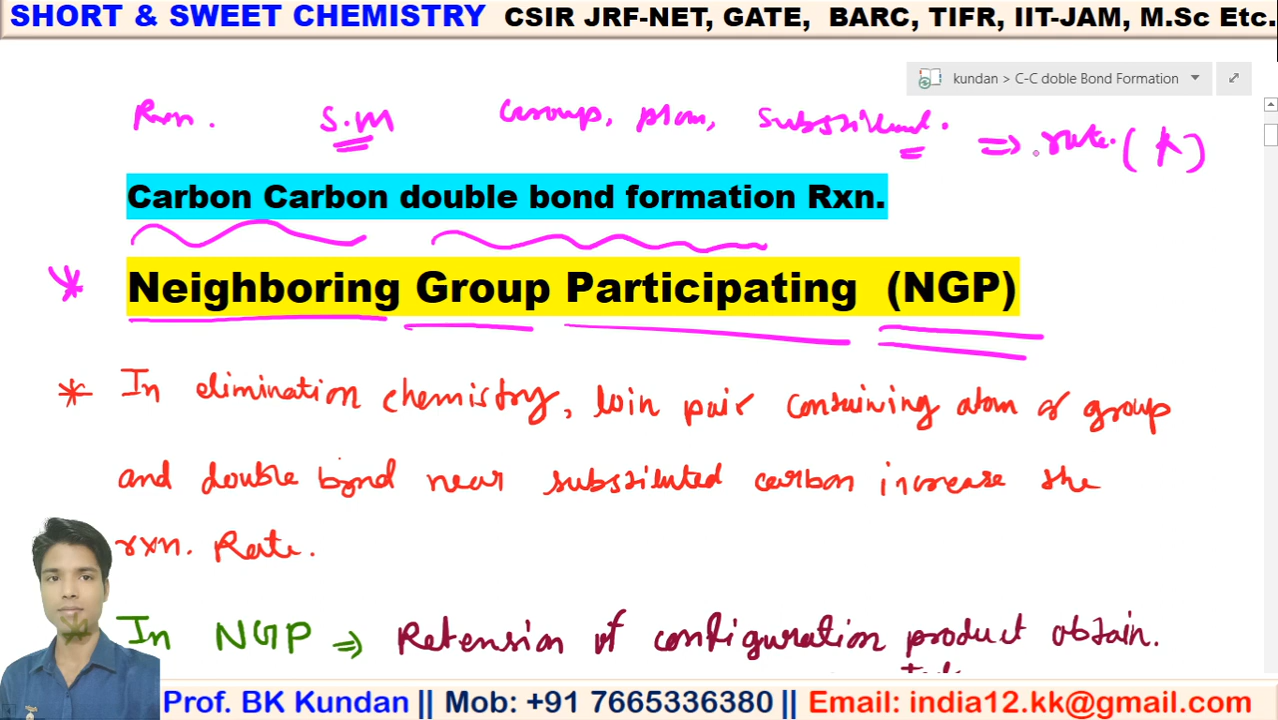 SHORT & SWEET CHEMISTRY CSIR JRF-NET, GATE, BARC, TIFR, IIT-JAM, M.Sc Etc.
kundan > C-C doble Bond Formation
Rxn. S.M Group, plan, substituent. => rate. (k)
Carbon Carbon double bond formation Rxn.
* Neighboring Group Participating (NGP)
* In elimination chemistry, loin pair containing atom or group
and double bond near substituted carbon increase the
rxn. Rate.
* In NGP => Retension of configuration product obtain.
Prof. BK Kundan || Mob: +91 7665336380 || Email: india12.kk@gmail.com